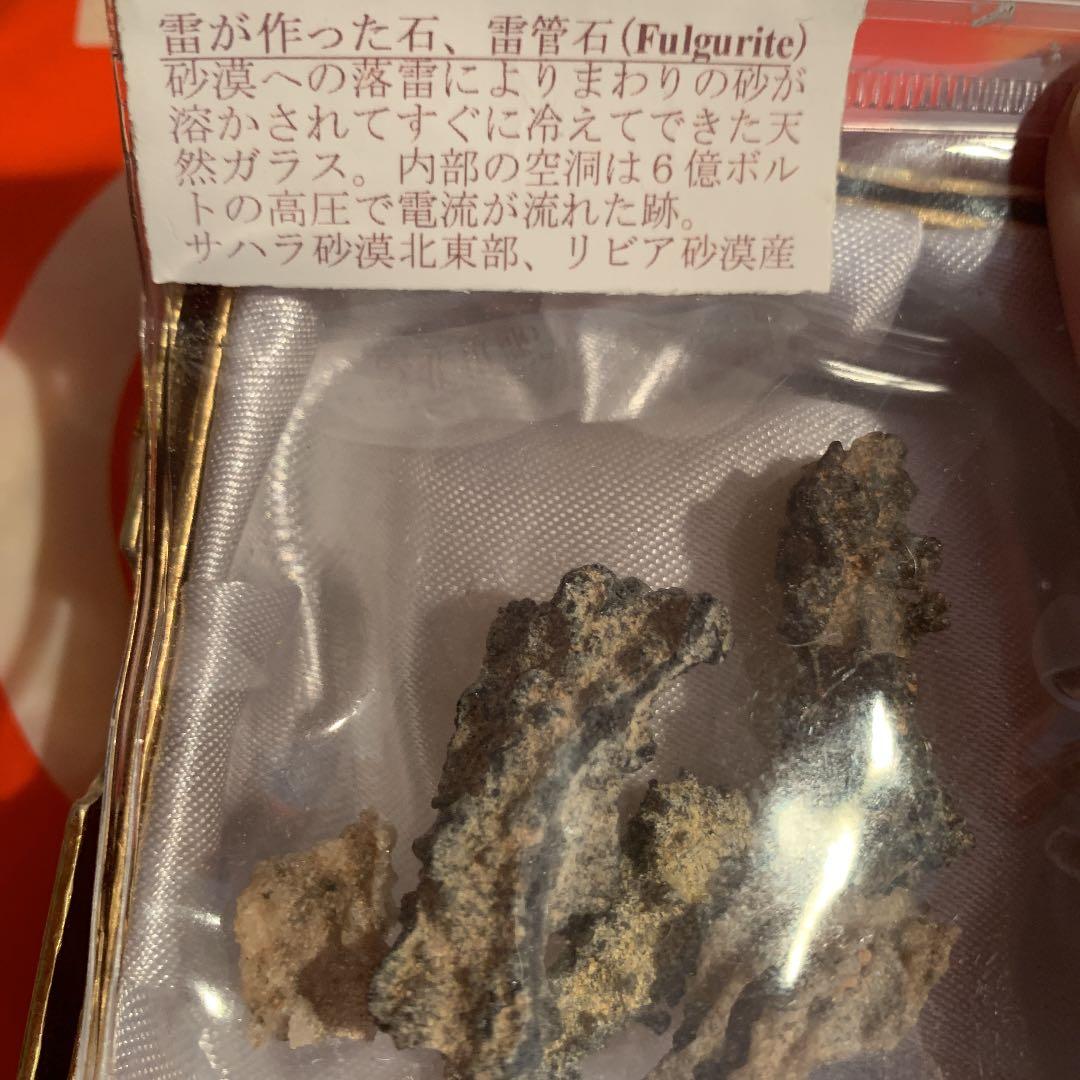 雷が作った石、雷管石(Fulgurite)
砂漠への落雷によりまわりの砂が
溶かされてすぐに冷えてできた天
然ガラス。内部の空洞は６億ボル
トの高圧で電流が流れた跡。
サハラ砂漠北東部、リビア砂漠産